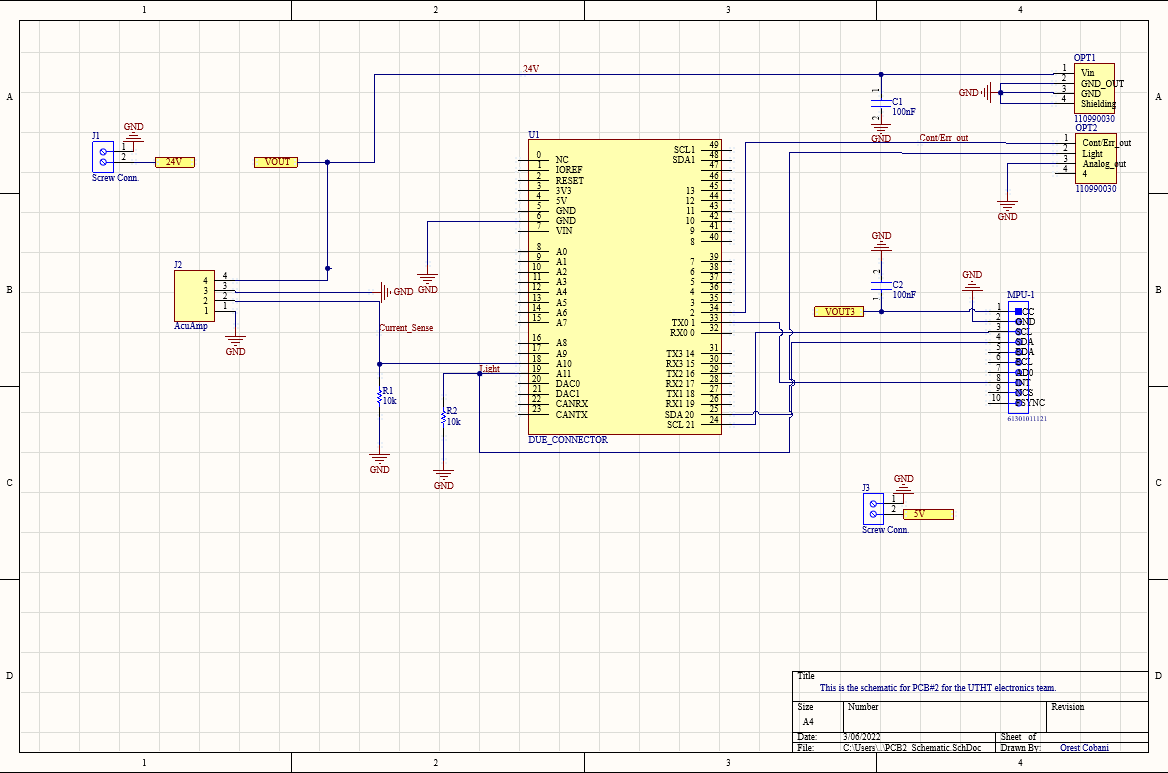 1 2 3 4
A A
B B
C C
D D
1 2 3 4
24V
OPT1
1 Vin
2 GND_OUT
3 GND
4 Shielding
110990030
GND
C1
100nF
1
2
GND
OPT2
Cont/Err_out
1 Cont/Err_out
2 Light
3 Analog_out
4 4
110990030
GND
J1
GND
1
2
24V
Screw Conn.
VOUT
U1
0 NC
1 IOREF
2 RESET
3 3V3
4 5V
5 GND
6 GND
7 VIN
8 A0
9 A1
10 A2
11 A3
12 A4
13 A5
14 A6
15 A7
16 A8
17 A9
18 A10
19 A11
20 DAC0
21 DAC1
22 CANRX
23 CANTX
SCL1 49
SDA1 48
47
46
13 45
12 44
11 43
10 42
9 41
8 40
7 39
6 38
5 37
4 36
3 35
2 34
TX0 1 33
RX0 0 32
TX3 14 31
RX3 15 30
TX2 16 29
RX2 17 28
TX1 18 27
RX1 19 26
SDA 20 25
SCL 21 24
DUE_CONNECTOR
GND
J2
4 4
3 3
2 2
1 1
AcuAmp
GND
GND
Current_Sense
R1
10k
GND
Light
R2
10k
GND
GND
2
C2
100nF
1
VOUT3
GND
MPU-1
1
2 GND
3
4
5
6
7
8
9
10
61301011121
J3
GND
1
2
5V
Screw Conn.
Title
This is the schematic for PCB#2 for the UTHT electronics team.
Size Number Revision
A4
Date: 3/06/2022 Sheet of
File: C:\Users\..\PCB2_Schematic.SchDoc Drawn By: Orest Cobani